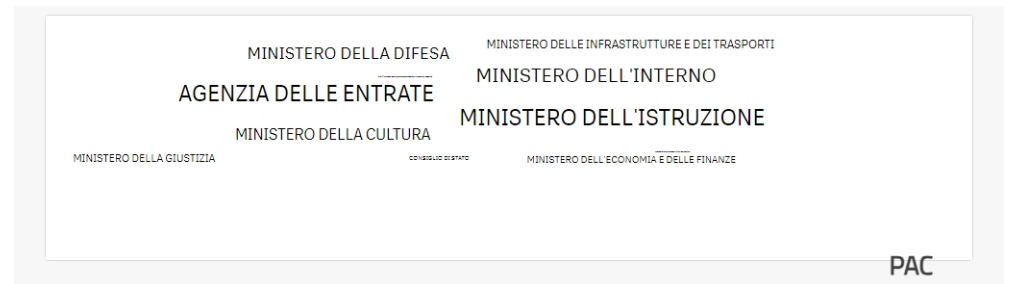 MINISTERO DELLE INFRASTRUTTURE E DEI TRASPORTI
MINISTERO DELLA DIFESA
MINISTERO DELL'INTERNO
AGENZIA DELLE ENTRATE
MINISTERO DELL'ISTRUZIONE
MINISTERO DELLA CULTURA
MINISTERO DELLA GIUSTIZIA
CONSIGLIO DI STATO
MINISTERO DELL'ECONOMIA E DELLE FINANZE
PAC